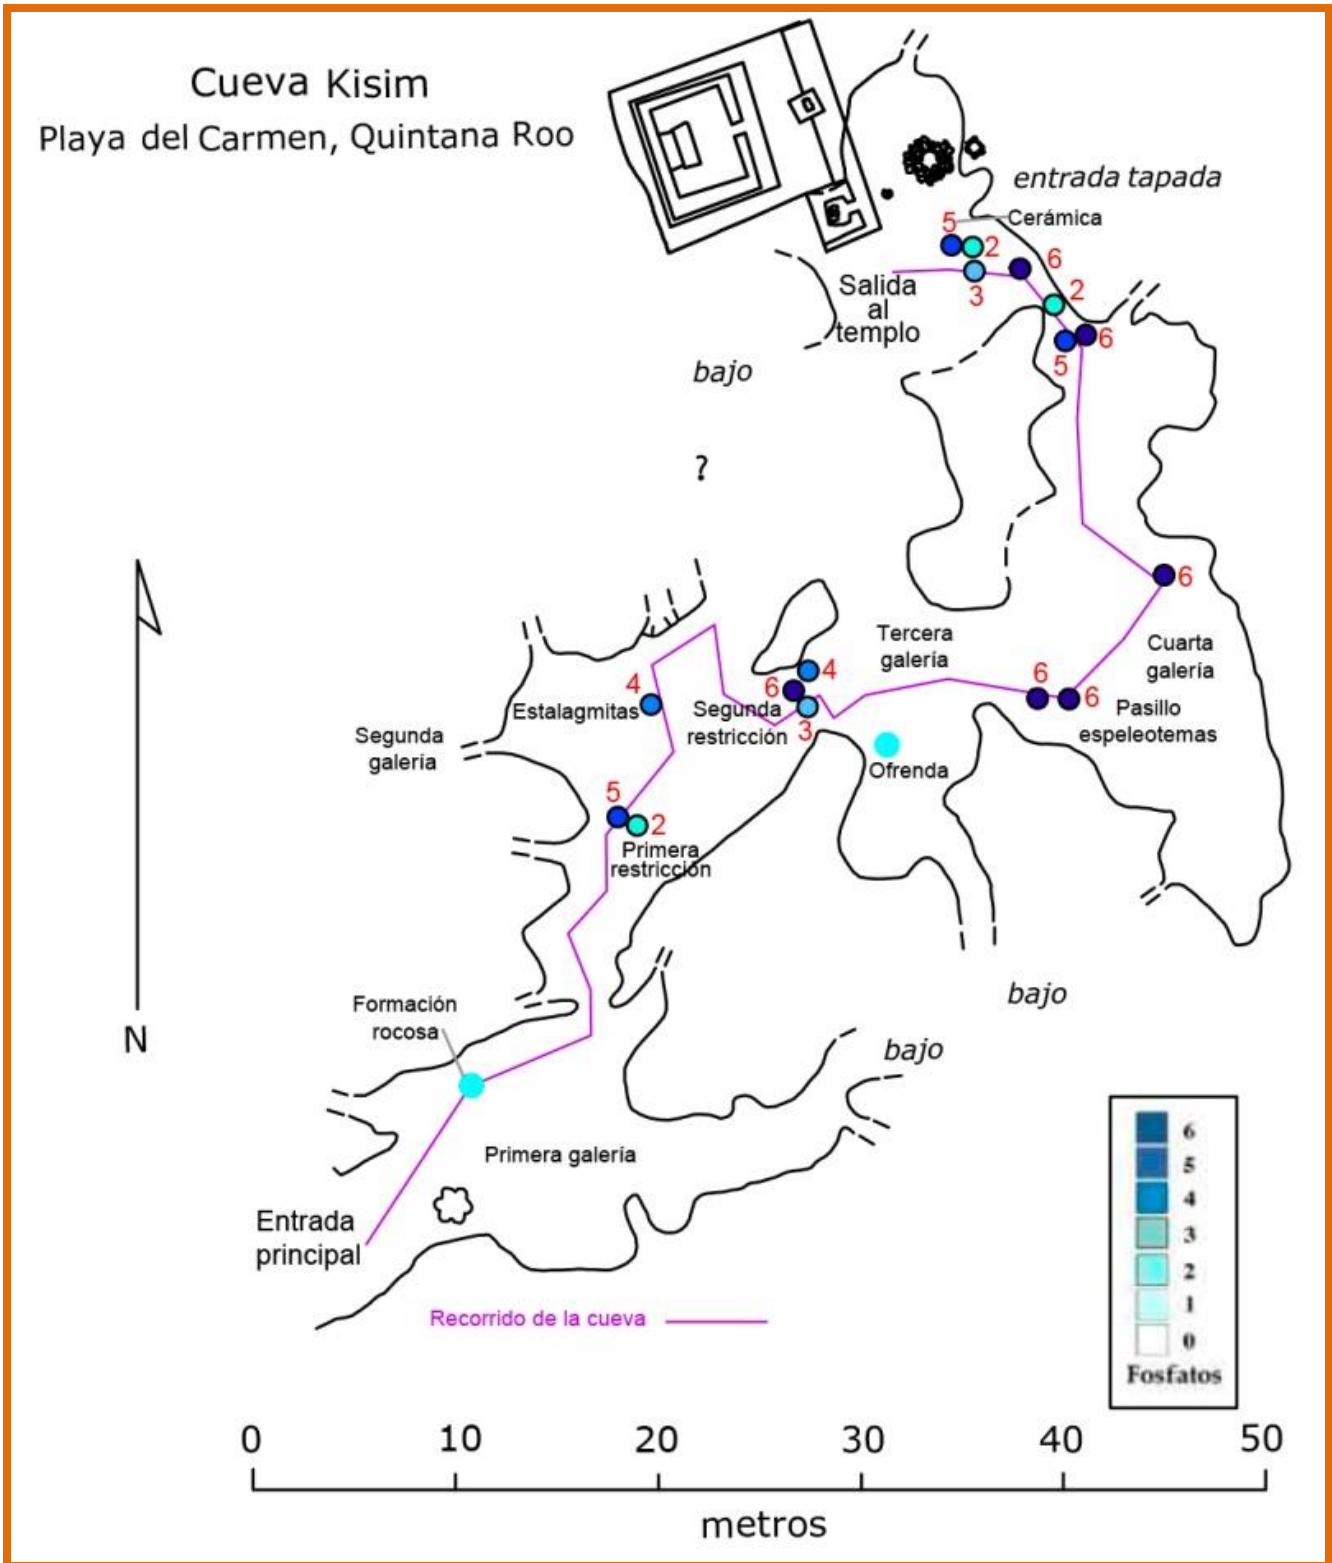 Cueva Kisim
Playa del Carmen, Quintana Roo
entrada tapada
Cerámica
5
2
6
3
2
Salida
al
templo
6
5
bajo
?
6
Tercera
galería
Cuarta
galería
4
6
6
6
4
Estalagmitas
Segunda
restricción
3
Pasillo
espeleotemas
Segunda
galería
Ofrenda
5
2
Primera
restricción
bajo
Formación
rocosa
N
bajo
Primera galería
Entrada
principal
Recorrido de la cueva
6
5
4
3
2
1
0
Fosfatos
0 10 20 30 40 50
metros